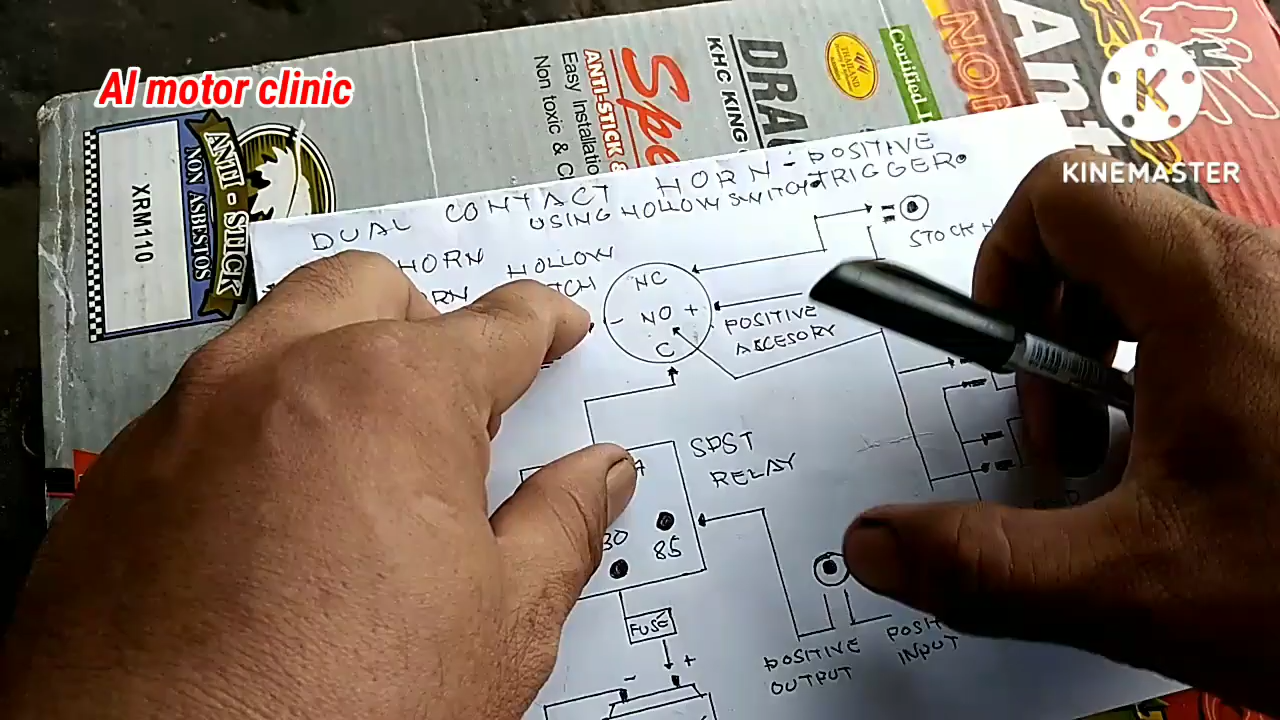 Al motor clinic
KINEMASTER
K
ANTI-STICK
NON ASBESTOS
XRM110
ANTI-STICK &
Easy Installation
Non toxic &
KHC KING
THAILAND
Certified
DUAL CONTACT HORN - POSITIVE
USING HOLLOW SWITCH TRIGGER.
HORN HOLLOW
NC
- NO +
C
STOCK
POSITIVE
ACCESORY
SPST
RELAY
30
85
FUSE
- +
POSITIVE
OUTPUT
INPUT